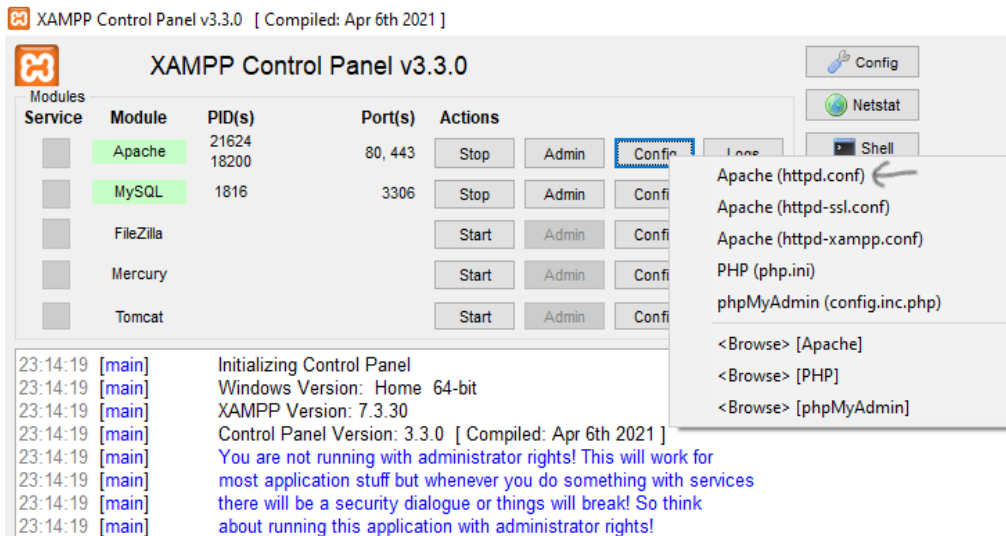 XAMPP Control Panel v3.3.0 [ Compiled: Apr 6th 2021 ]
XAMPP Control Panel v3.3.0
Config
Modules
Netstat
Service Module PID(s) Port(s) Actions
Shell
Apache 21624 18200 80, 443 Stop Admin Config Logs
MySQL 1816 3306 Stop Admin Confi
FileZilla Start Admin Confi
Mercury Start Admin Confi
Tomcat Start Admin Confi
Apache (httpd.conf)
Apache (httpd-ssl.conf)
Apache (httpd-xampp.conf)
PHP (php.ini)
phpMyAdmin (config.inc.php)
<Browse> [Apache]
<Browse> [PHP]
<Browse> [phpMyAdmin]
23:14:19 [main] Initializing Control Panel
23:14:19 [main] Windows Version: Home 64-bit
23:14:19 [main] XAMPP Version: 7.3.30
23:14:19 [main] Control Panel Version: 3.3.0 [ Compiled: Apr 6th 2021 ]
23:14:19 [main] You are not running with administrator rights! This will work for
23:14:19 [main] most application stuff but whenever you do something with services
23:14:19 [main] there will be a security dialogue or things will break! So think
23:14:19 [main] about running this application with administrator rights!